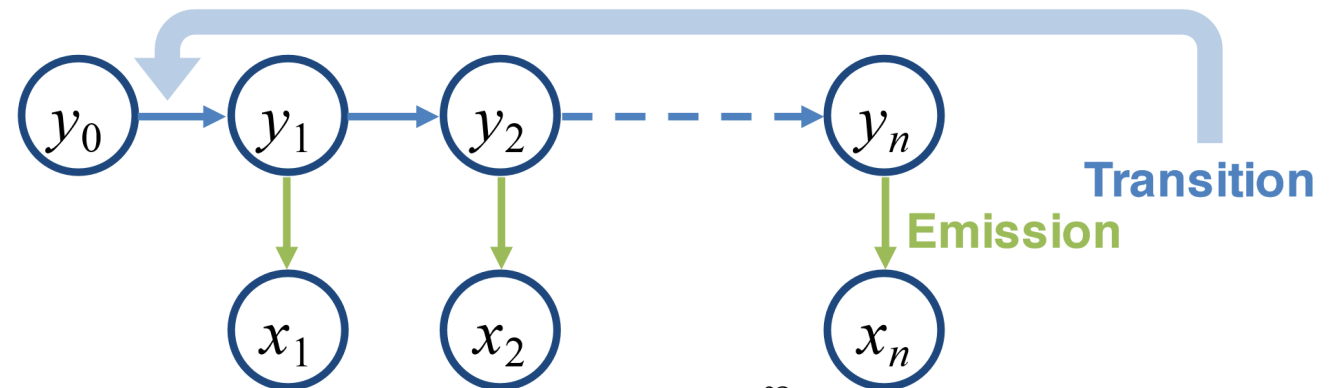 y₀ y₁ y₂ yₙ
Transition
Emission
x₁ x₂ xₙ